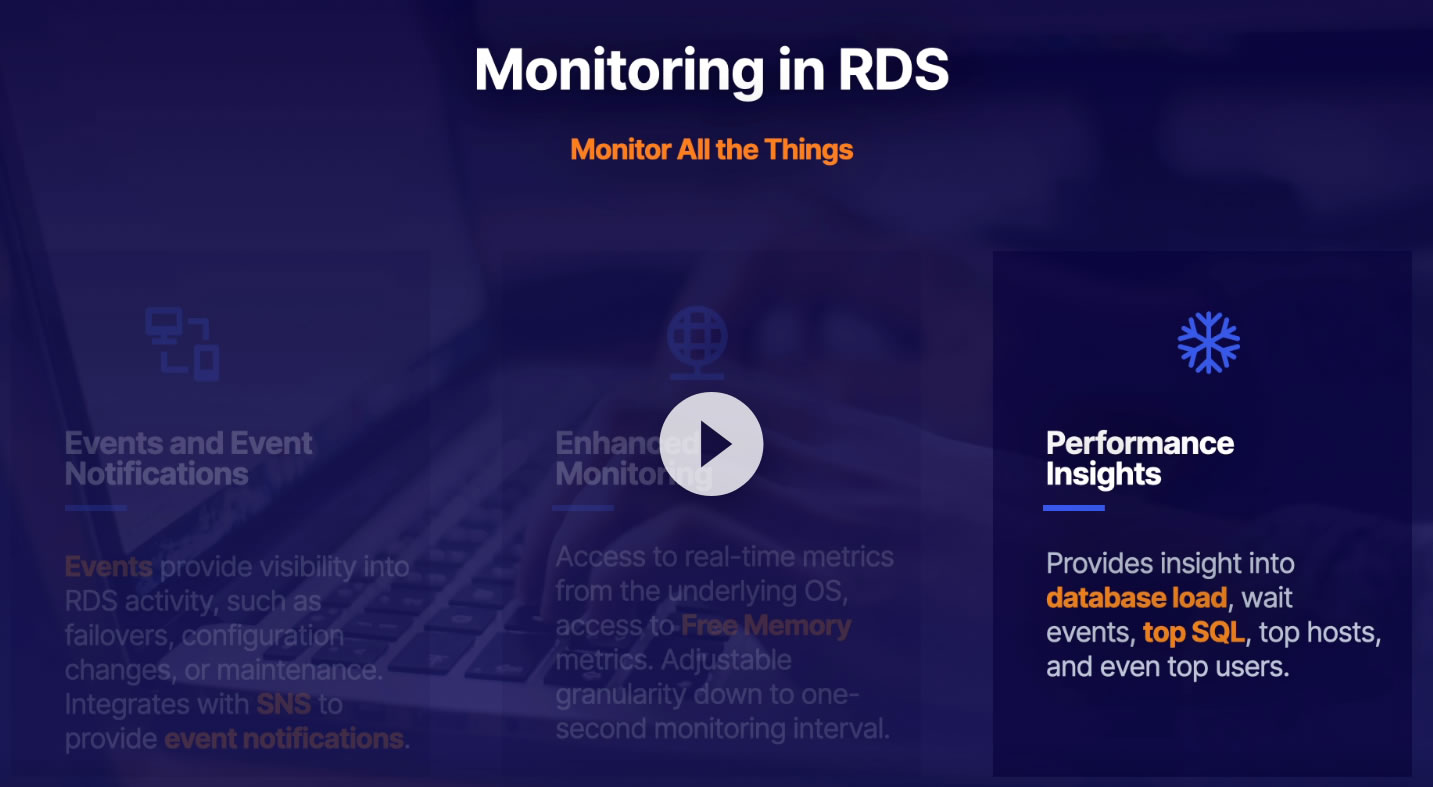 Monitoring in RDS
Monitor All the Things
Events and Event
Notifications
Events provide visibility into
RDS activity, such as
failovers, configuration
changes, or maintenance.
Integrates with SNS to
provide event notifications.
Enhanced
Monitoring
Access to real-time metrics
from the underlying OS,
access to Free Memory
metrics. Adjustable
granularity down to one-
second monitoring interval.
Performance
Insights
Provides insight into
database load, wait
events, top SQL, top hosts,
and even top users.